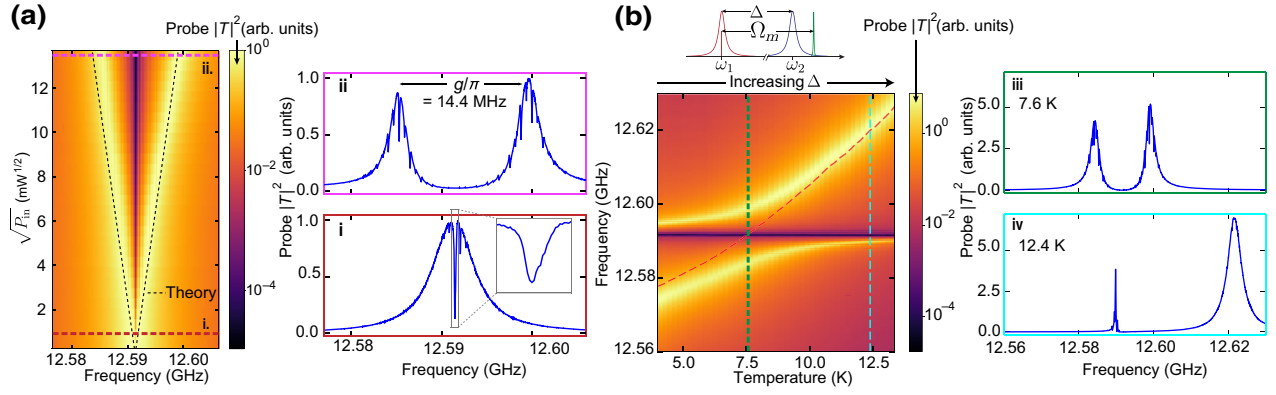 (a)
Probe |T|² (arb. units)
10⁰
10⁻²
10⁻⁴
ii.
Theory
i.
√Pin (mW1/2)
12
10
8
6
4
2
12.58
12.59
12.60
Frequency (GHz)
ii
g/π
= 14.4 MHz
1.0
0.5
0.0
Probe |T|² (arb. units)
i
1.0
0.5
0.0
12.58
12.59
12.60
Frequency (GHz)
(b)
Δ
Ωm
ω̃1
ω̃2
Increasing Δ
Probe |T|² (arb. units)
10⁰
10⁻²
10⁻⁴
Frequency (GHz)
12.62
12.60
12.58
12.56
5.0
7.5
10.0
12.5
Temperature (K)
iii
7.6 K
5.0
2.5
0.0
Probe |T|² (arb. units)
iv
12.4 K
5.0
2.5
0.0
12.56
12.58
12.60
12.62
Frequency (GHz)